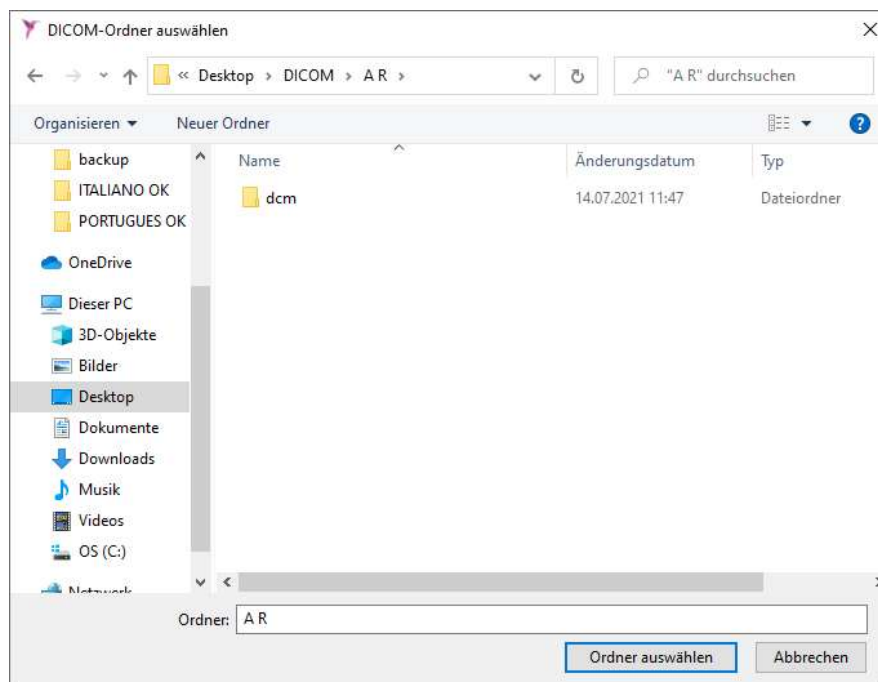 DICOM-Ordner auswählen
« Desktop › DICOM › A R ›
"A R" durchsuchen
Organisieren
Neuer Ordner
backup
ITALIANO OK
PORTUGUES OK
OneDrive
Dieser PC
3D-Objekte
Bilder
Desktop
Dokumente
Downloads
Musik
Videos
OS (C:)
Netzwerk
Name
Änderungsdatum
Typ
dcm
14.07.2021 11:47
Dateiordner
Ordner: A R
Ordner auswählen
Abbrechen